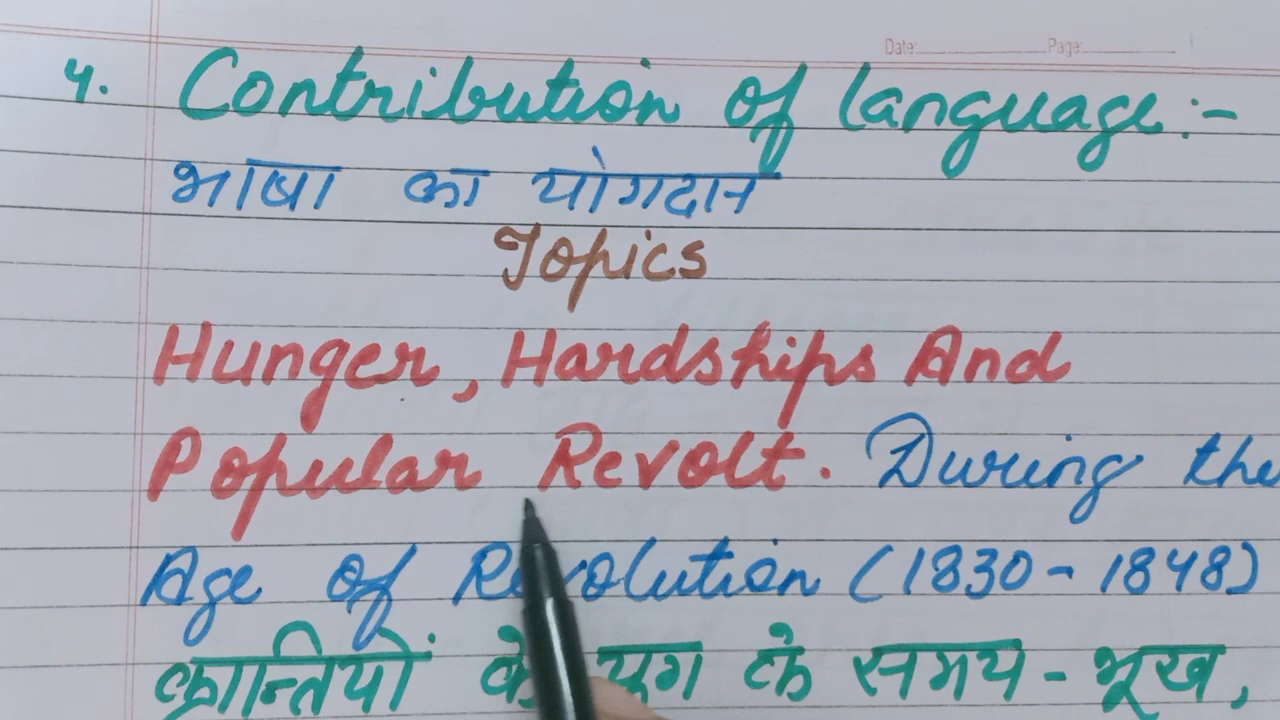 Date: Page:
4. Contribution of language:-
भाषा का योगदान
Topics
Hunger, Hardships And
Popular Revolt. During the
Age of Revolution (1830-1848)
क्रान्तियों के युग के समय - भूख,